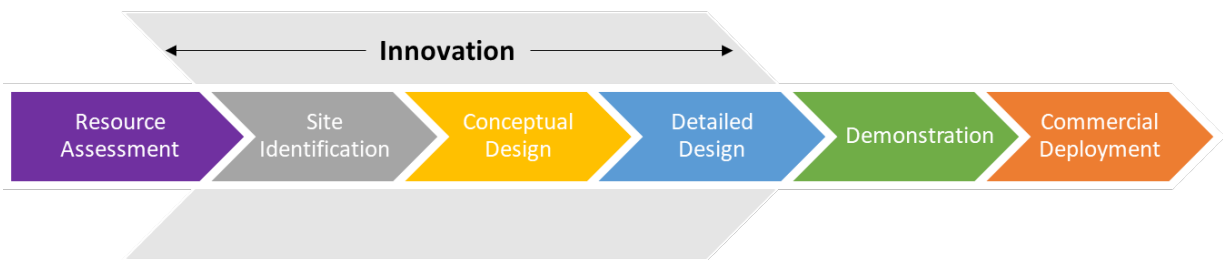 Innovation
Resource
Assessment
Site
Identification
Conceptual
Design
Detailed
Design
Demonstration
Commercial
Deployment